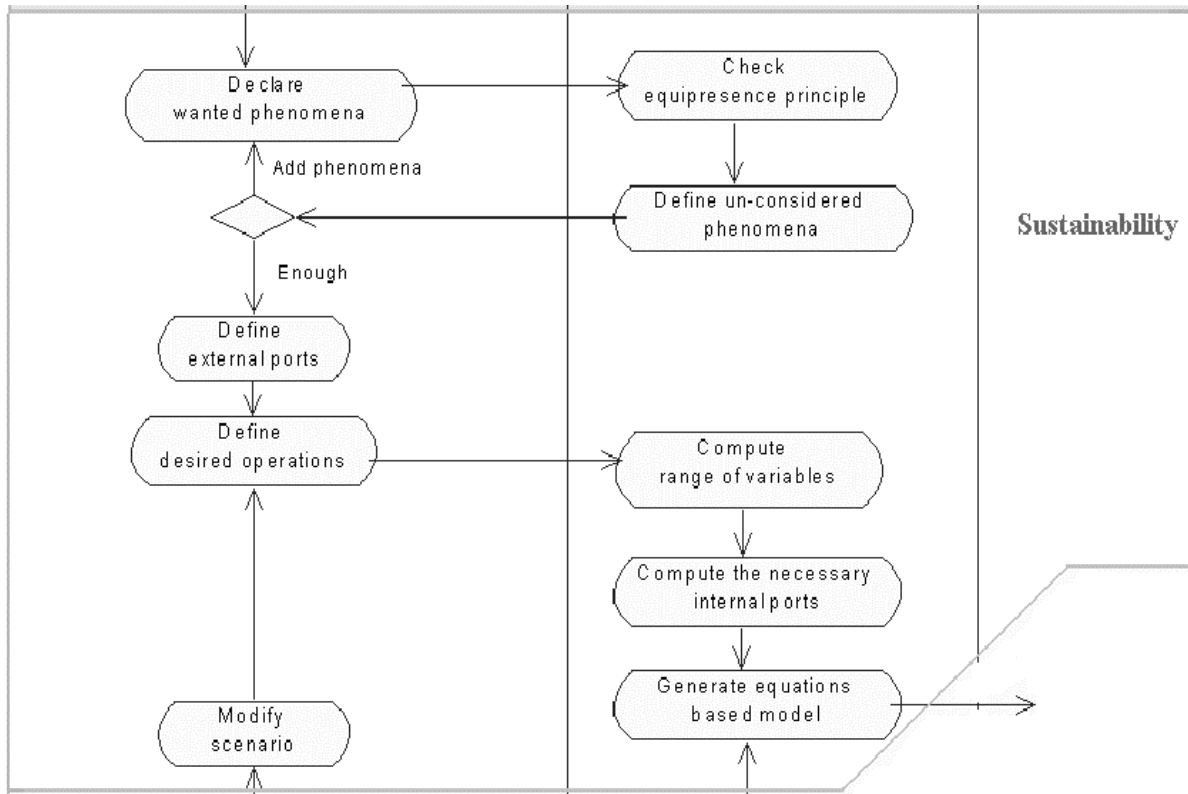 Declare
wanted phenomena
Check
equipresence principle
Add phenomena
Define un-considered
phenomena
Sustainability
Enough
Define
external ports
Define
desired operations
Compute
range of variables
Compute the necessary
internal ports
Generate equations
based model
Modify
scenario